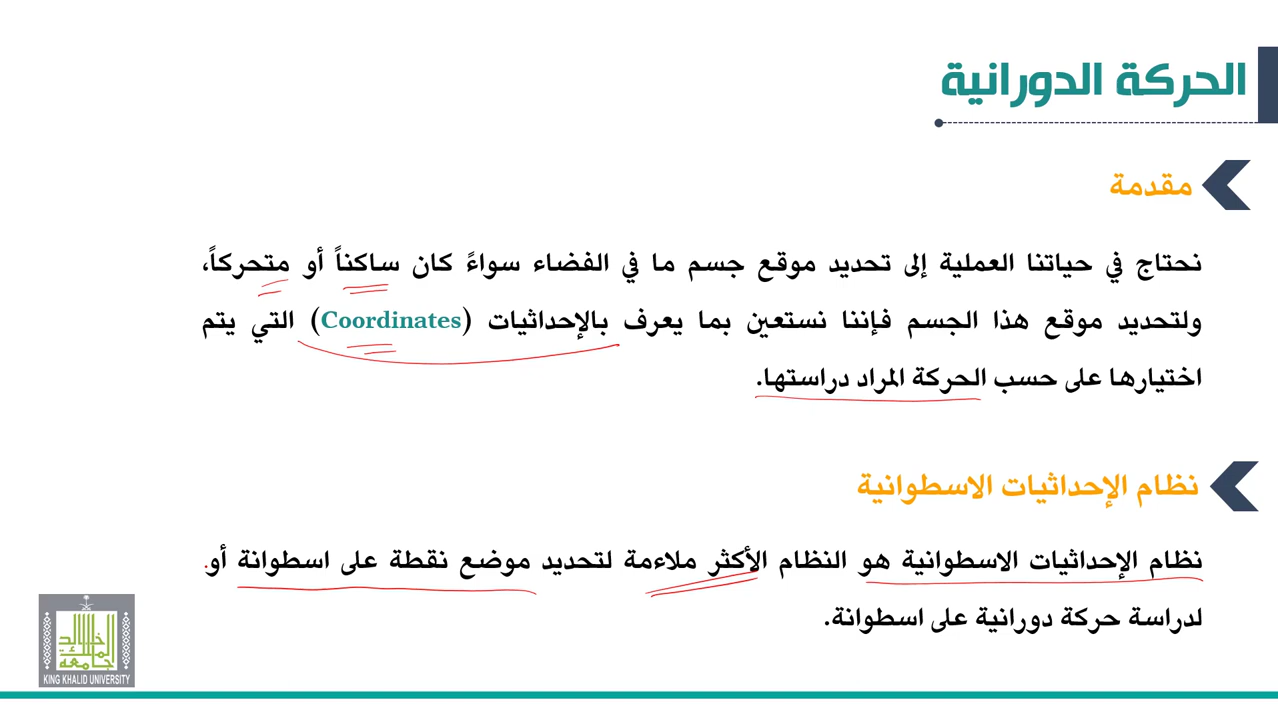 الحركة الدورانية
مقدمة
نحتاج في حياتنا العملية إلى تحديد موقع جسم ما في الفضاء سواءً كان ساكناً أو متحركاً،
ولتحديد موقع هذا الجسم فإننا نستعين بما يعرف بالإحداثيات (Coordinates) التي يتم
اختيارها على حسب الحركة المراد دراستها.
نظام الإحداثيات الاسطوانية
نظام الإحداثيات الاسطوانية هو النظام الأكثر ملاءمة لتحديد موضع نقطة على اسطوانة أو
لدراسة حركة دورانية على اسطوانة.
جامعة الملك خالد
KING KHALID UNIVERSITY